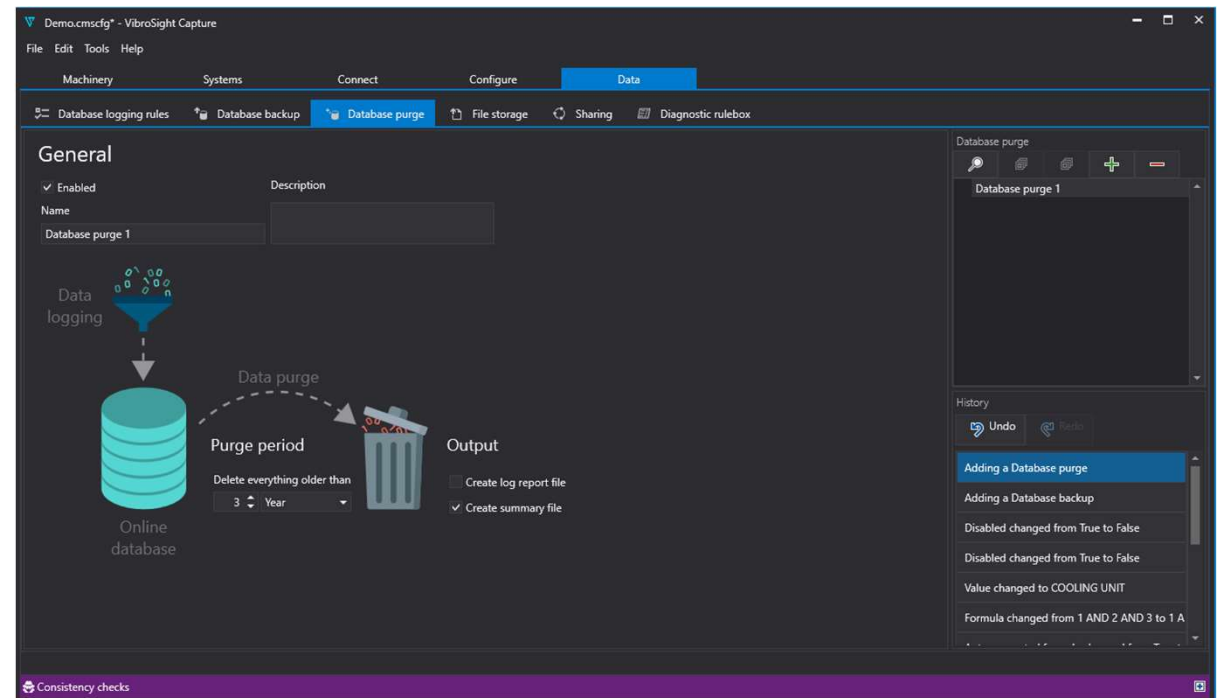 Demo.cmscfg* - VibroSight Capture
File Edit Tools Help
Machinery Systems Connect Configure Data
Database logging rules Database backup Database purge File storage Sharing Diagnostic rulebox
General
Enabled
Description
Name
Database purge 1
Data
logging
Data purge
Purge period
Delete everything older than
3 Year
Output
Create log report file
Create summary file
Online
database
Database purge
Database purge 1
History
Undo Redo
Adding a Database purge
Adding a Database backup
Disabled changed from True to False
Disabled changed from True to False
Value changed to COOLING UNIT
Formula changed from 1 AND 2 AND 3 to 1 A
Consistency checks